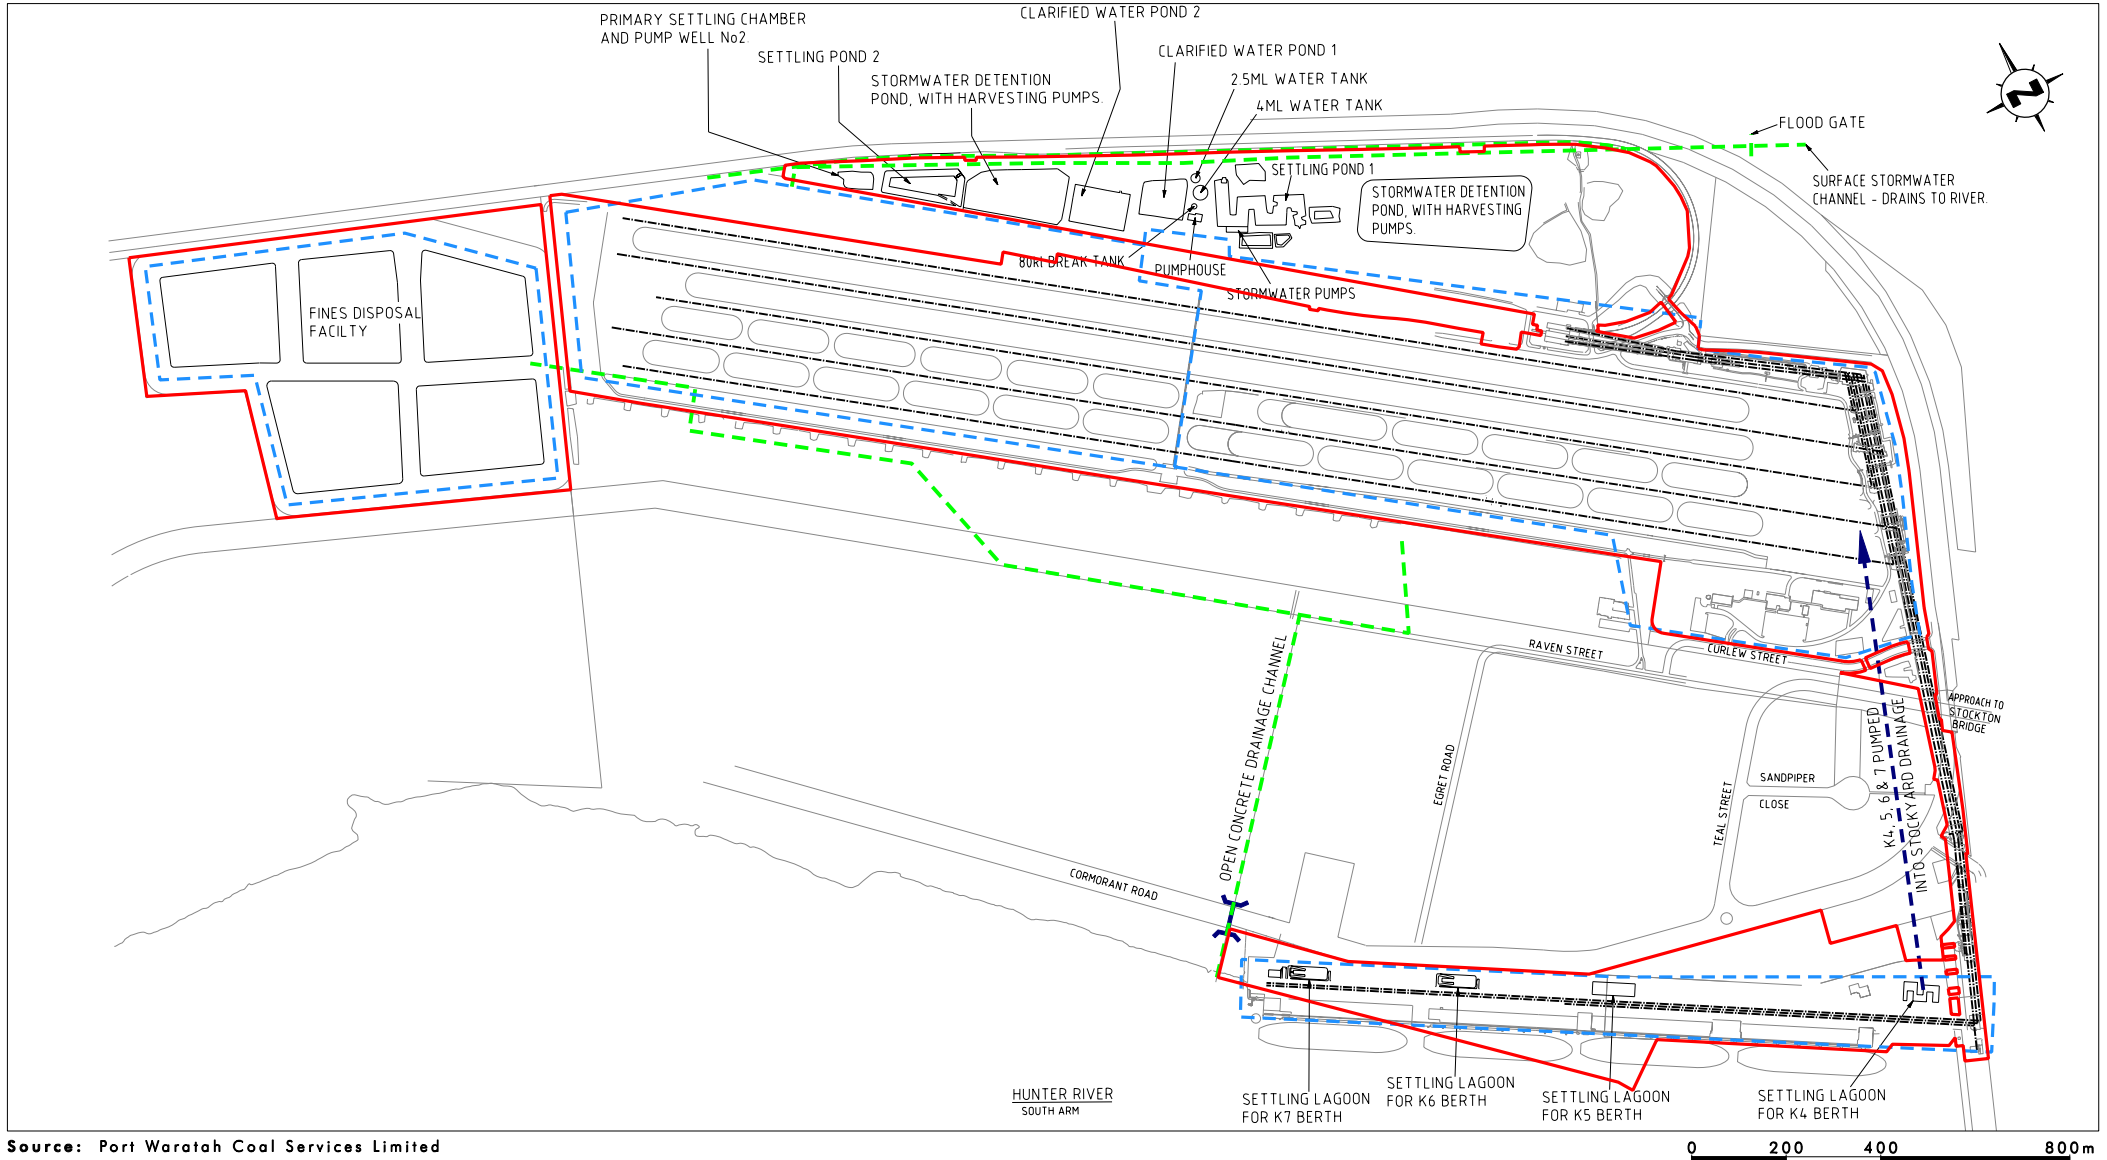 PRIMARY SETTLING CHAMBER
AND PUMP WELL No2.
SETTLING POND 2
STORMWATER DETENTION
POND, WITH HARVESTING PUMPS.
CLARIFIED WATER POND 2
CLARIFIED WATER POND 1
2.5ML WATER TANK
4ML WATER TANK
FLOOD GATE
SURFACE STORMWATER
CHANNEL - DRAINS TO RIVER.
SETTLING POND 1
STORMWATER DETENTION
POND, WITH HARVESTING
PUMPS.
80kl BREAK TANK
PUMPHOUSE
STORMWATER PUMPS
FINES DISPOSAL
FACILTY
RAVEN STREET
CURLEW STREET
APPROACH TO
STOCKTON
BRIDGE
OPEN CONCRETE DRAINAGE CHANNEL
EGRET ROAD
TEAL STREET
SANDPIPER
CLOSE
K4, 5, 6 & 7 PUMPED
INTO STOCKYARD DRAINAGE
CORMORANT ROAD
HUNTER RIVER
SOUTH ARM
SETTLING LAGOON
FOR K7 BERTH
SETTLING LAGOON
FOR K6 BERTH
SETTLING LAGOON
FOR K5 BERTH
SETTLING LAGOON
FOR K4 BERTH
Source: Port Waratah Coal Services Limited
0 200 400 800m
N